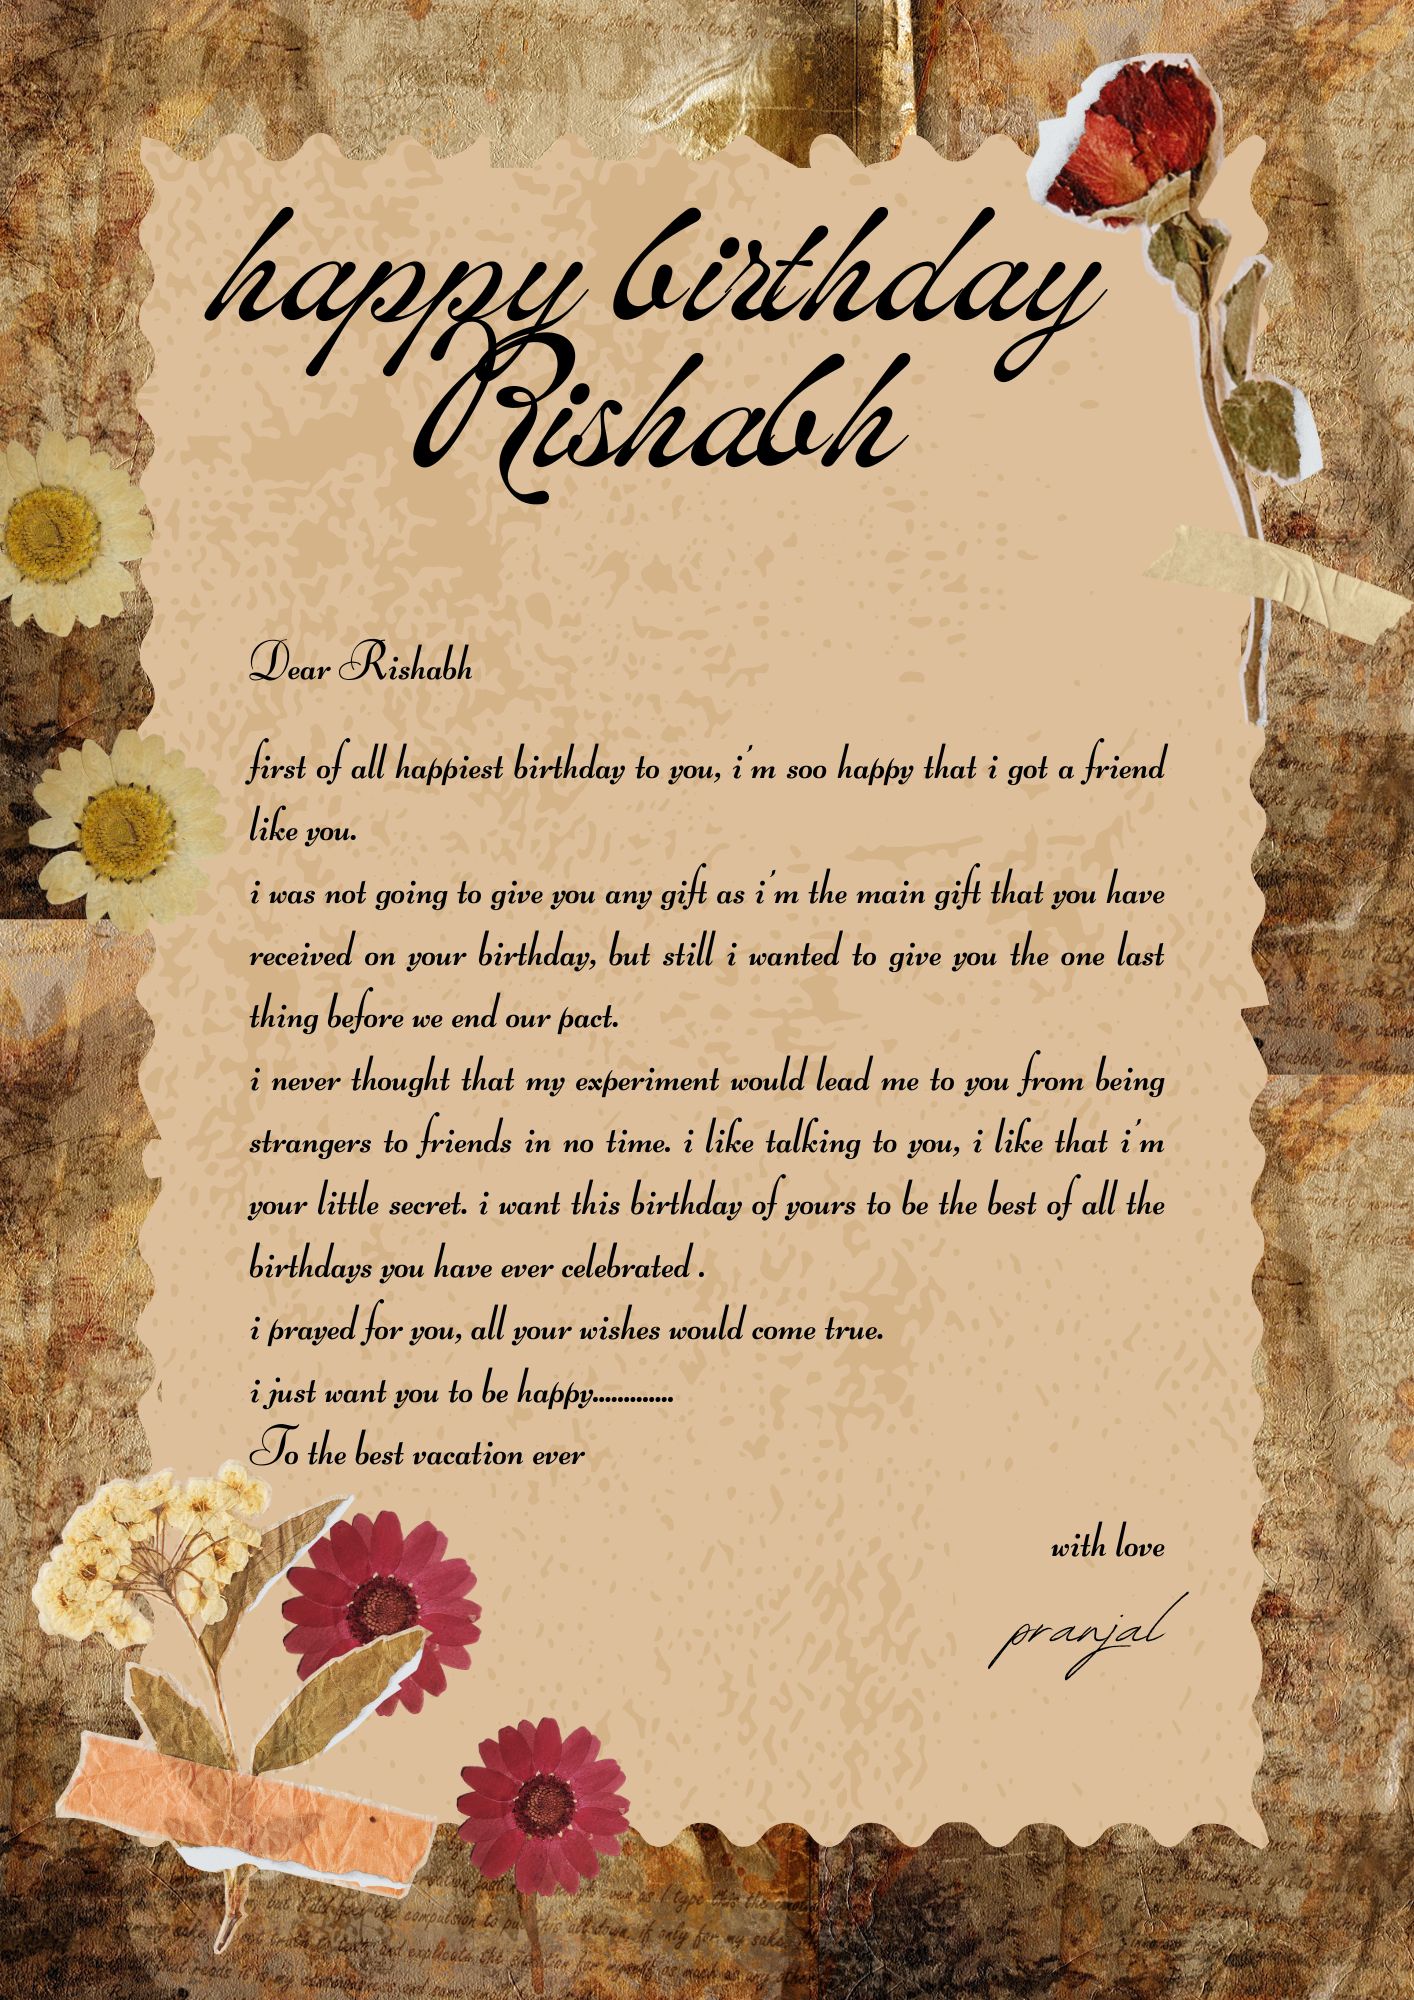 happy birthday
Rishabh
Dear Rishabh
first of all happiest birthday to you, i'm soo happy that i got a friend
like you.
i was not going to give you any gift as i'm the main gift that you have
received on your birthday, but still i wanted to give you the one last
thing before we end our pact.
i never thought that my experiment would lead me to you from being
strangers to friends in no time. i like talking to you, i like that i'm
your little secret. i want this birthday of yours to be the best of all the
birthdays you have ever celebrated .
i prayed for you, all your wishes would come true.
i just want you to be happy.............
To the best vacation ever
with love
pranjal